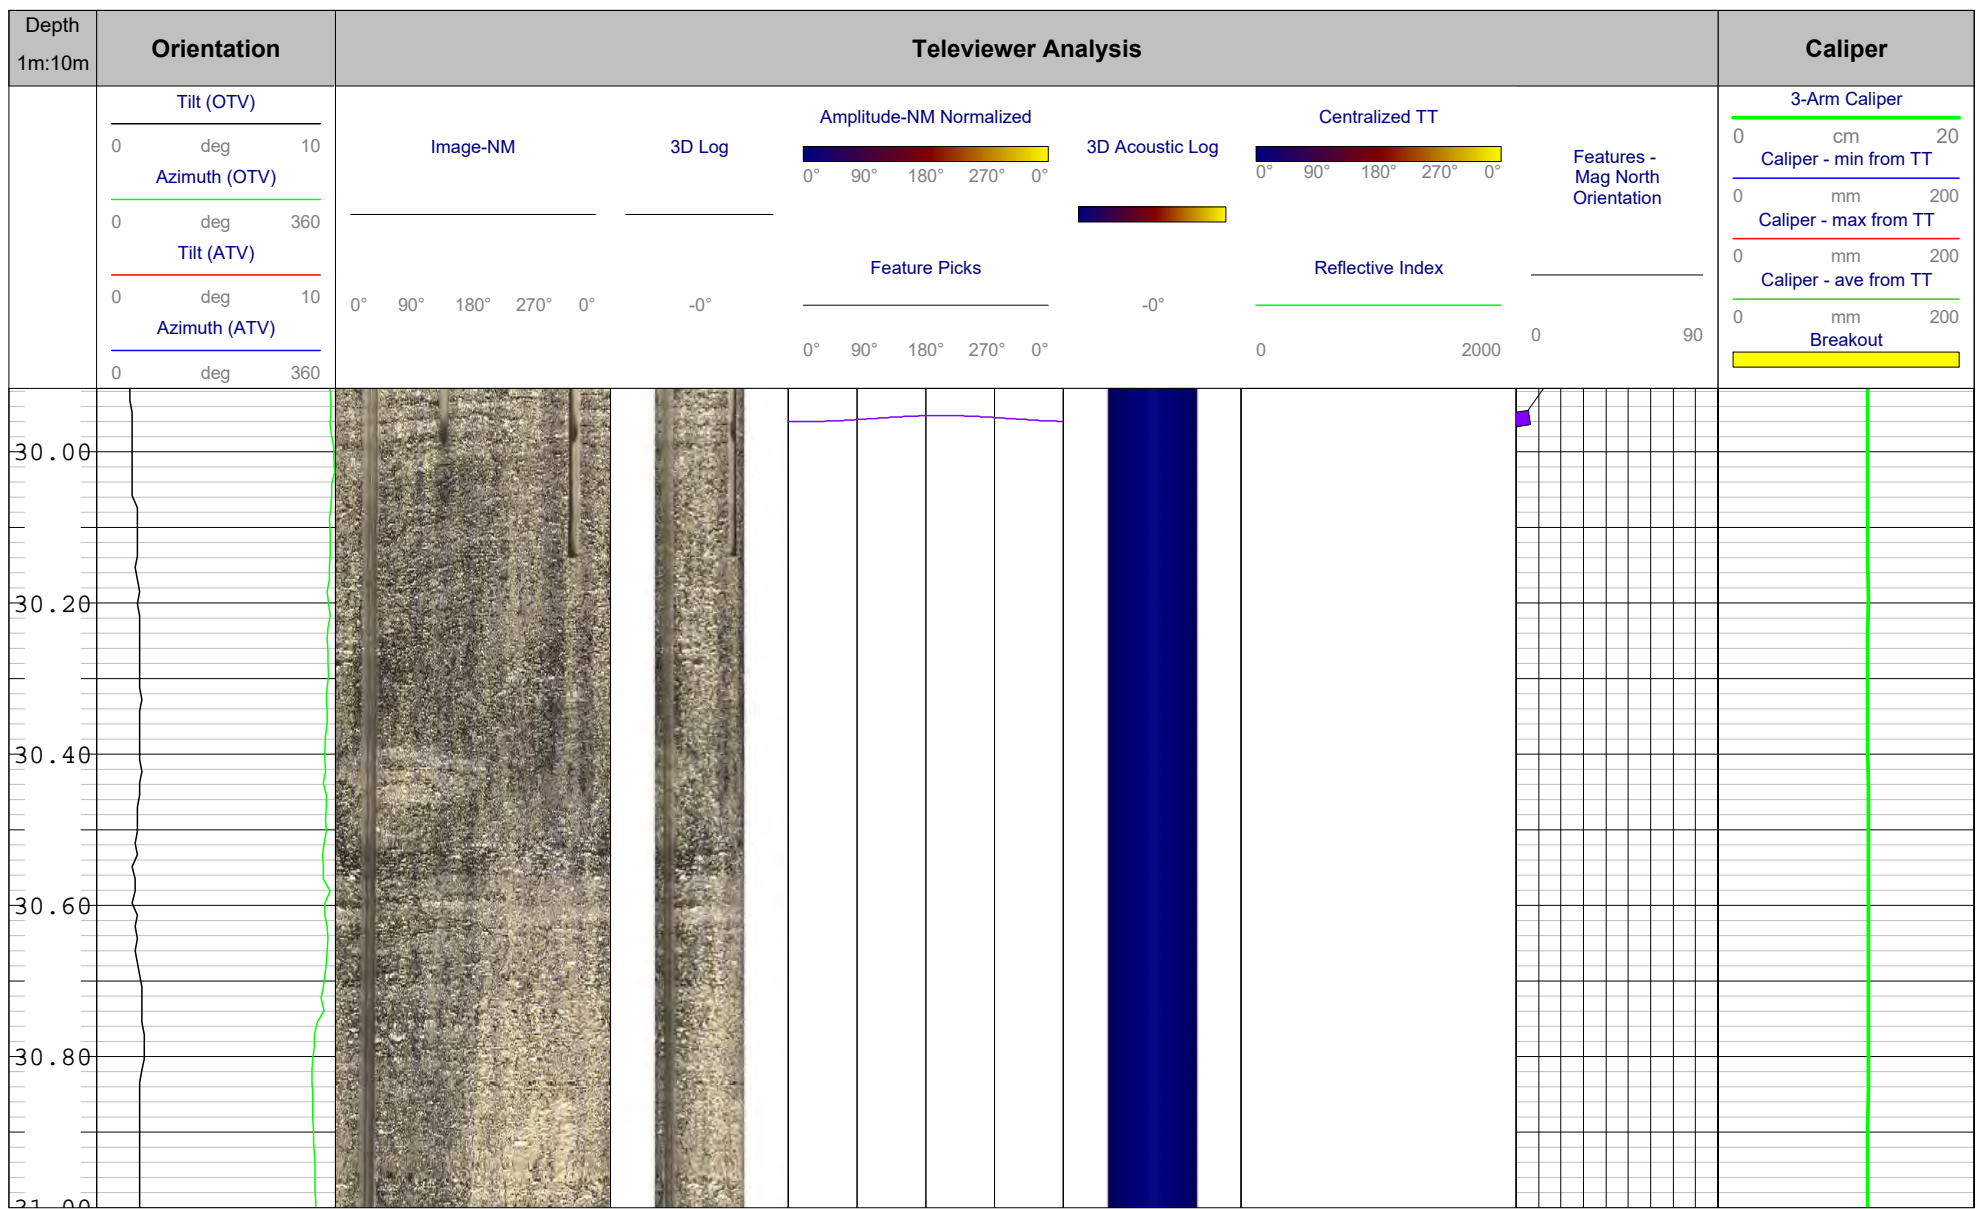 Depth
1m:10m
Orientation
Televiewer Analysis
Caliper
Tilt (OTV)
0 deg 10
Azimuth (OTV)
0 deg 360
Tilt (ATV)
0 deg 10
Azimuth (ATV)
0 deg 360
Image-NM
0° 90° 180° 270° 0°
3D Log
-0°
Amplitude-NM Normalized
0° 90° 180° 270° 0°
Feature Picks
0° 90° 180° 270° 0°
3D Acoustic Log
-0°
Centralized TT
0° 90° 180° 270° 0°
Reflective Index
0 2000
Features -
Mag North
Orientation
0 90
3-Arm Caliper
0 cm 20
Caliper - min from TT
0 mm 200
Caliper - max from TT
0 mm 200
Caliper - ave from TT
0 mm 200
Breakout
30.00
30.20
30.40
30.60
30.80
31.00